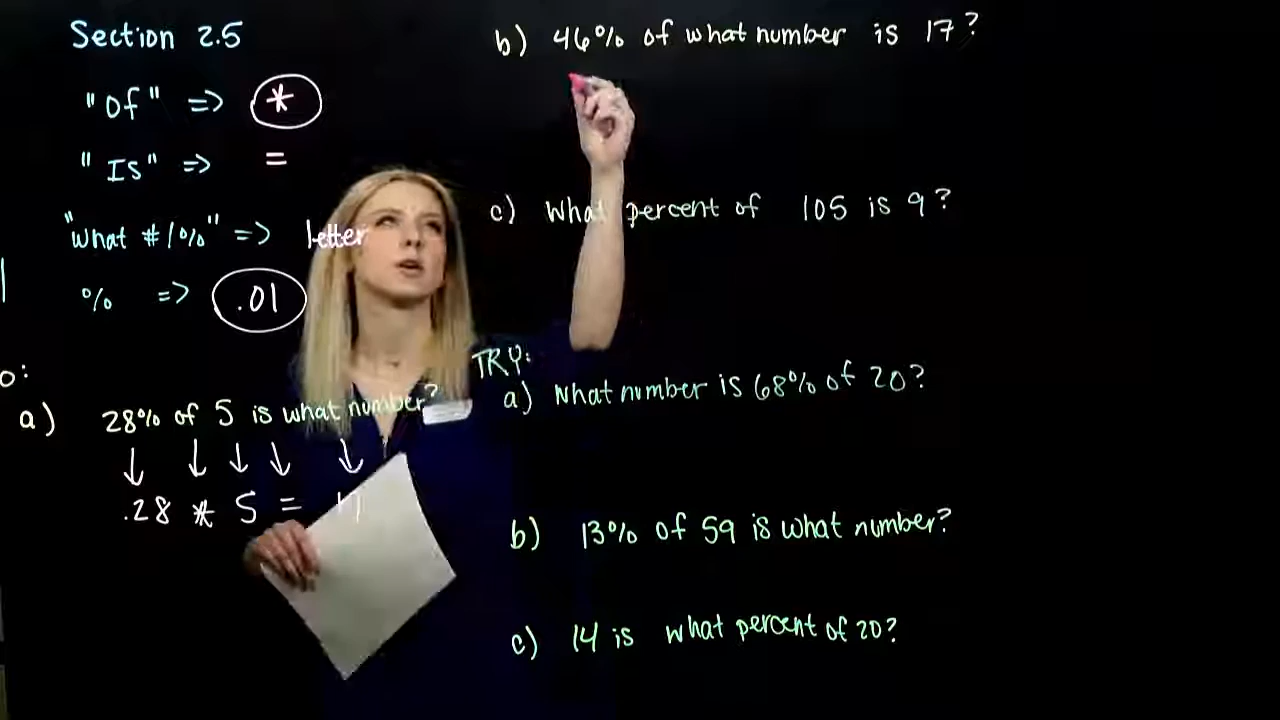 Section 2.5
"Of" => *
"Is" => =
"What #/%" => letter
% => .01
o:
a) 28% of 5 is what number?
.28 * 5 =
b) 46% of what number is 17?
c) What percent of 105 is 9?
TRY:
a) What number is 68% of 20?
b) 13% of 59 is what number?
c) 14 is what percent of 20?